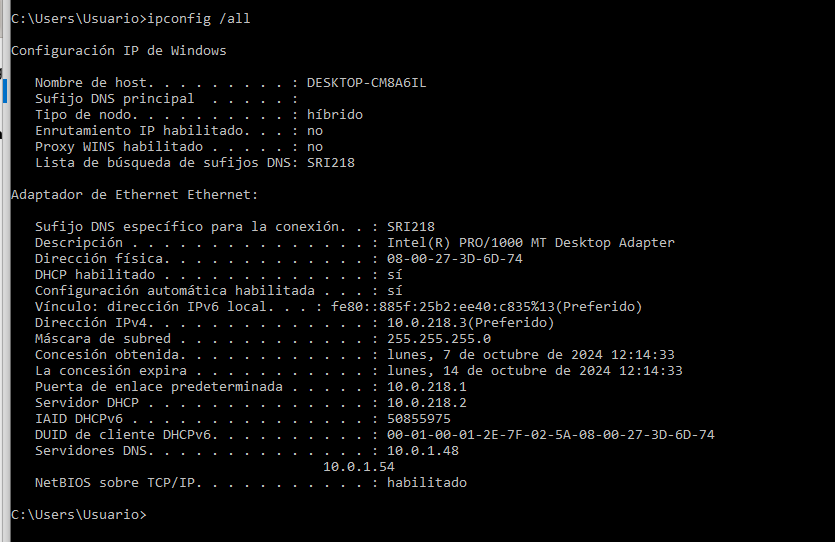 C:\Users\Usuario>ipconfig /all
Configuración IP de Windows
Nombre de host. . . . . . . . . : DESKTOP-CM8A6IL
Sufijo DNS principal  . . . . . :
Tipo de nodo. . . . . . . . . . : híbrido
Enrutamiento IP habilitado. . . : no
Proxy WINS habilitado . . . . . : no
Lista de búsqueda de sufijos DNS: SRI218
Adaptador de Ethernet Ethernet:
Sufijo DNS específico para la conexión. . : SRI218
Descripción . . . . . . . . . . . . . . . : Intel(R) PRO/1000 MT Desktop Adapter
Dirección física. . . . . . . . . . . . . : 08-00-27-3D-6D-74
DHCP habilitado . . . . . . . . . . . . . : sí
Configuración automática habilitada . . . : sí
Vínculo: dirección IPv6 local. . . : fe80::885f:25b2:ee40:c835%13(Preferido)
Dirección IPv4. . . . . . . . . . . . . . : 10.0.218.3(Preferido)
Máscara de subred . . . . . . . . . . . . : 255.255.255.0
Concesión obtenida. . . . . . . . . . . . : lunes, 7 de octubre de 2024 12:14:33
La concesión expira . . . . . . . . . . . : lunes, 14 de octubre de 2024 12:14:33
Puerta de enlace predeterminada . . . . . : 10.0.218.1
Servidor DHCP . . . . . . . . . . . . . . : 10.0.218.2
IAID DHCPv6 . . . . . . . . . . . . . . . : 50855975
DUID de cliente DHCPv6. . . . . . . . . . : 00-01-00-01-2E-7F-02-5A-08-00-27-3D-6D-74
Servidores DNS. . . . . . . . . . . . . . : 10.0.1.48
10.0.1.54
NetBIOS sobre TCP/IP. . . . . . . . . . . : habilitado
C:\Users\Usuario>